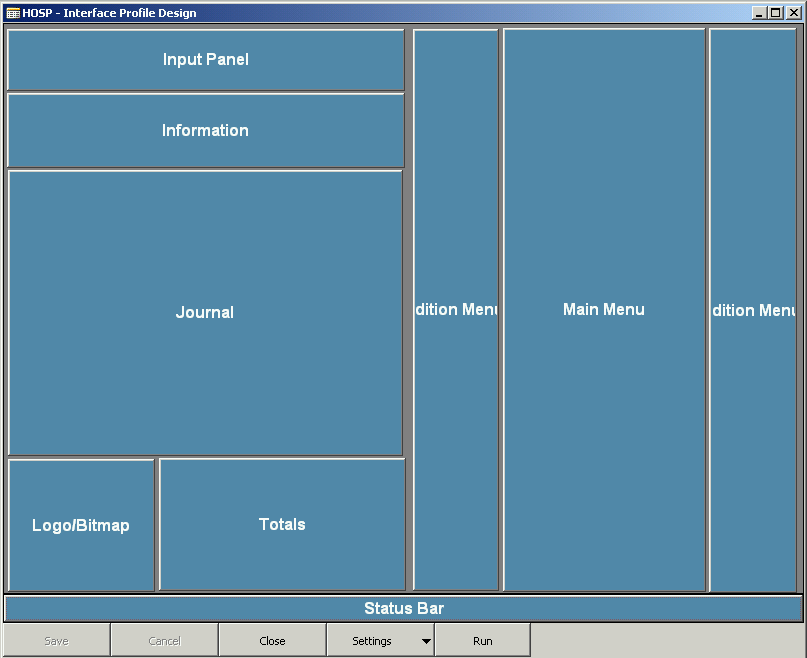 HOSP - Interface Profile Design
Input Panel
Information
Journal
dition Menu
Main Menu
dition Menu
Logo/Bitmap
Totals
Status Bar
Save
Cancel
Close
Settings
Run